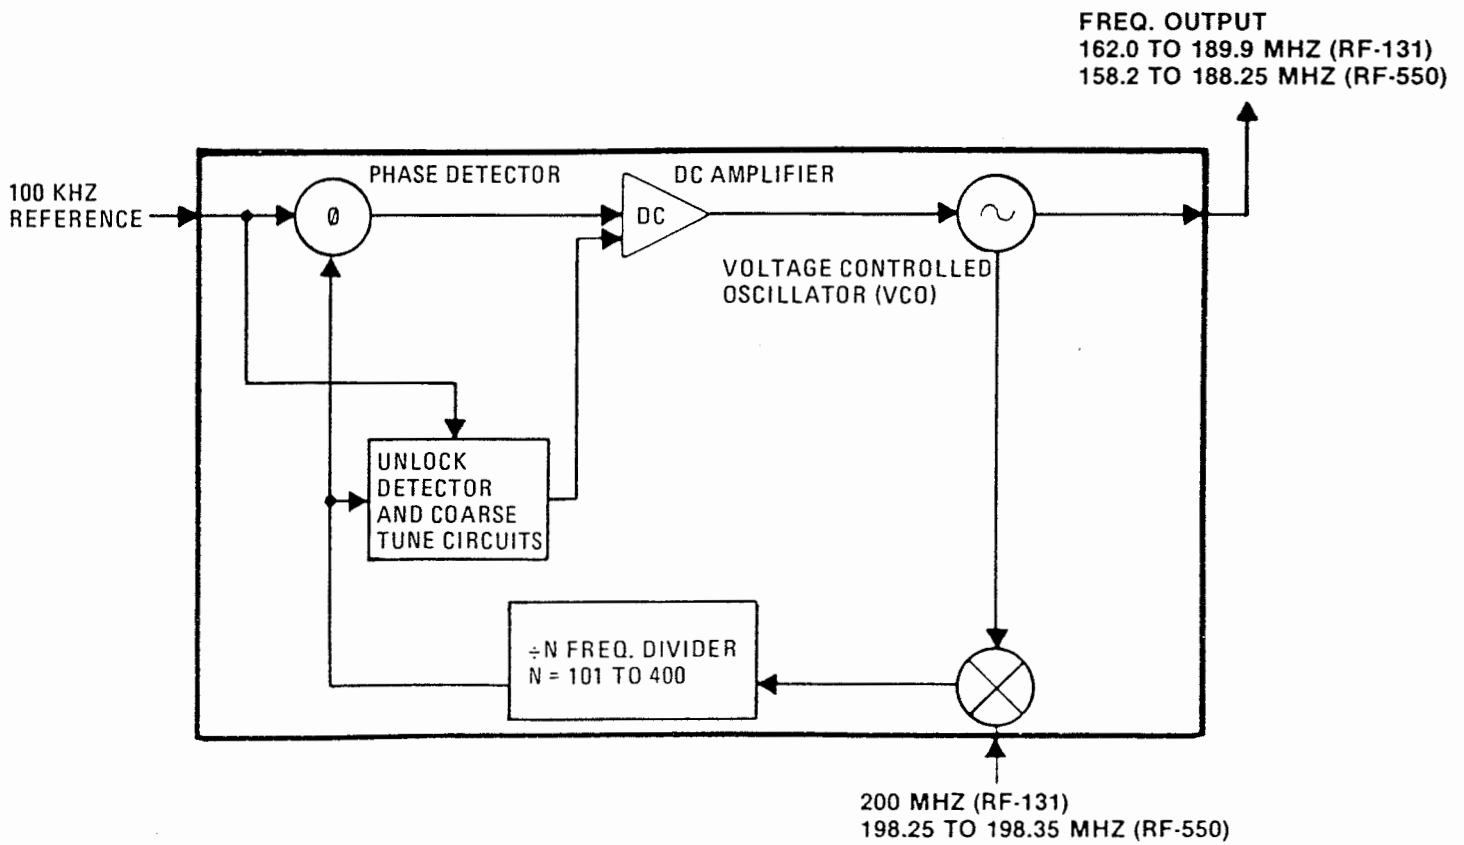 FREQ. OUTPUT
162.0 TO 189.9 MHZ (RF-131)
158.2 TO 188.25 MHZ (RF-550)
100 KHZ
REFERENCE
PHASE DETECTOR
Ø
DC AMPLIFIER
DC
VOLTAGE CONTROLLED
OSCILLATOR (VCO)
UNLOCK
DETECTOR
AND COARSE
TUNE CIRCUITS
÷N FREQ. DIVIDER
N = 101 TO 400
200 MHZ (RF-131)
198.25 TO 198.35 MHZ (RF-550)